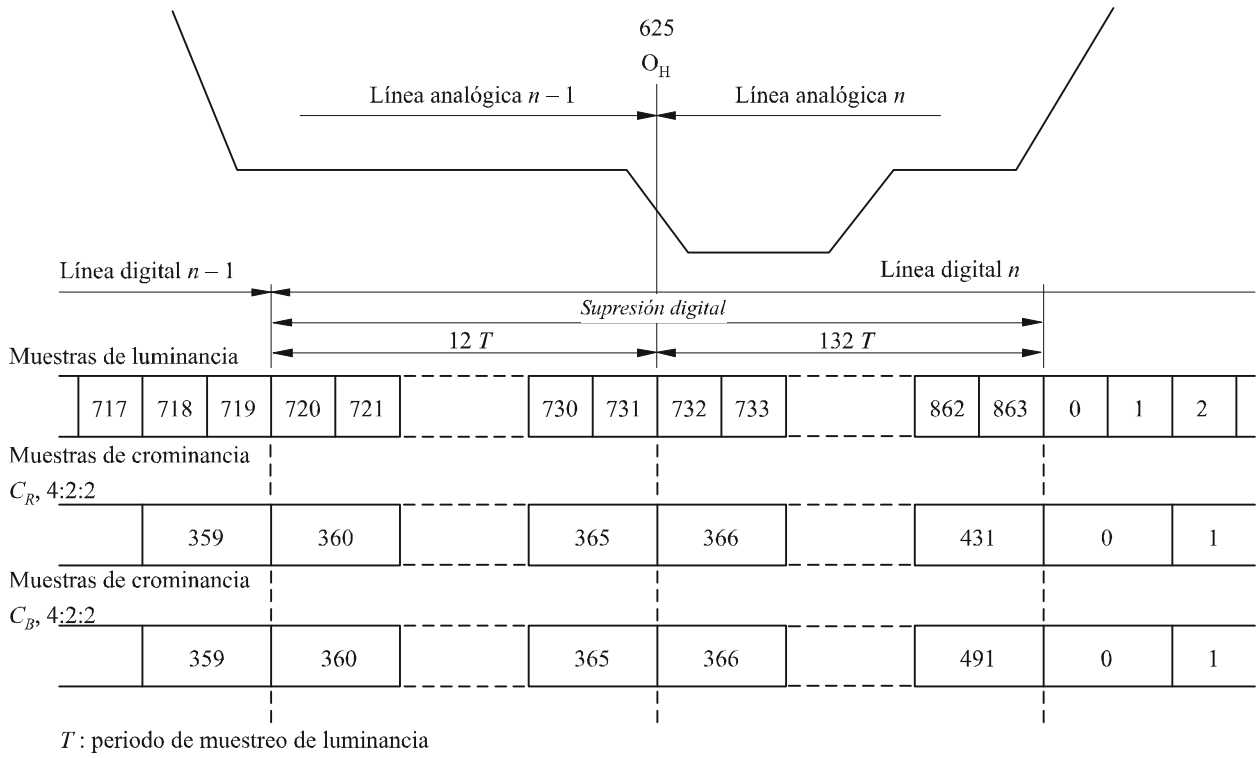 625
O_H
Línea analógica n – 1 Línea analógica n
Línea digital n – 1 Línea digital n
Supresión digital
12 T 132 T
Muestras de luminancia
717 718 719 720 721 730 731 732 733 862 863 0 1 2
Muestras de crominancia
C_R, 4:2:2
359 360 365 366 431 0 1
Muestras de crominancia
C_B, 4:2:2
359 360 365 366 491 0 1
T : periodo de muestreo de luminancia